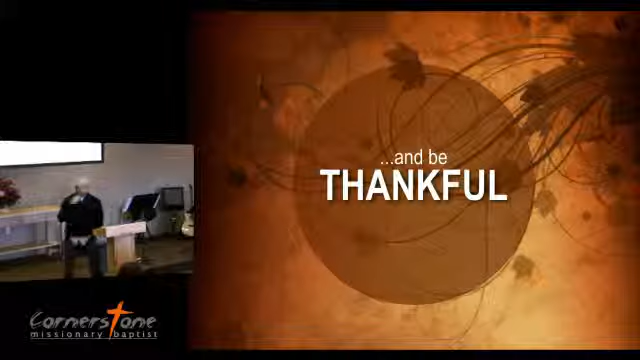 ...and be
THANKFUL
Cornerstone
missionary baptist